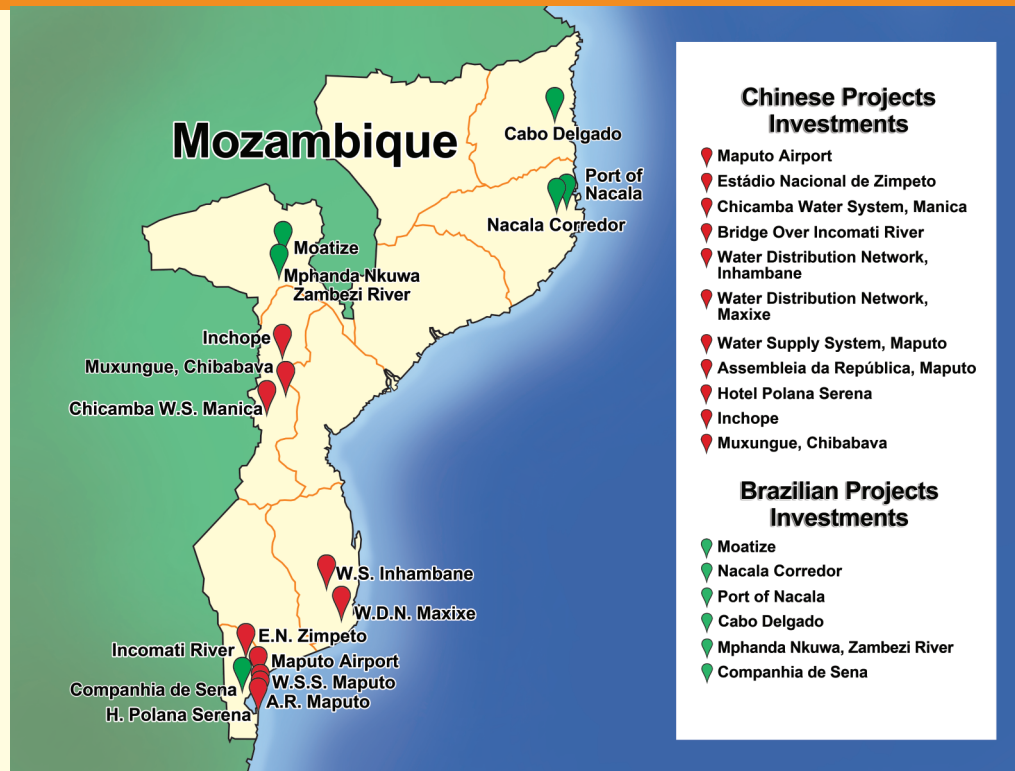 Mozambique
Cabo Delgado
Port of
Nacala
Nacala Corredor
Moatize
Mphanda Nkuwa
Zambezi River
Inchope
Muxungue, Chibabava
Chicamba W.S. Manica
W.S. Inhambane
W.D.N. Maxixe
E.N. Zimpeto
Incomati River
Maputo Airport
W.S.S. Maputo
Companhia de Sena
A.R. Maputo
H. Polana Serena
Chinese Projects
Investments
Maputo Airport
Estádio Nacional de Zimpeto
Chicamba Water System, Manica
Bridge Over Incomati River
Water Distribution Network,
Inhambane
Water Distribution Network,
Maxixe
Water Supply System, Maputo
Assembleia da República, Maputo
Hotel Polana Serena
Inchope
Muxungue, Chibabava
Brazilian Projects
Investments
Moatize
Nacala Corredor
Port of Nacala
Cabo Delgado
Mphanda Nkuwa, Zambezi River
Companhia de Sena